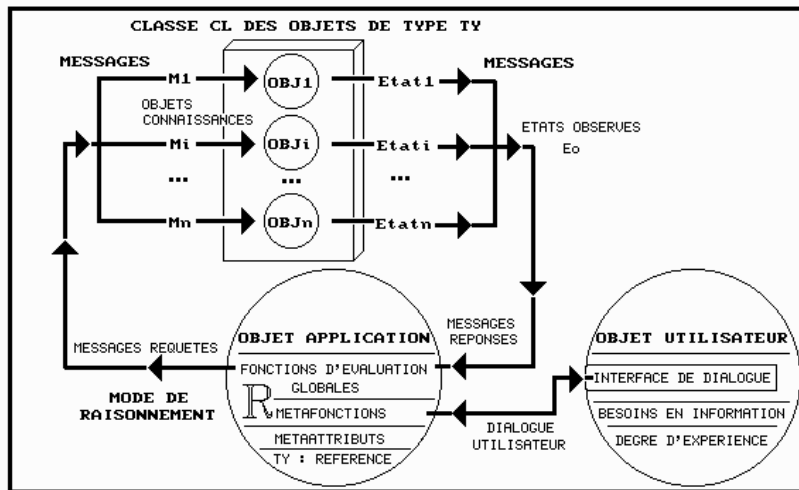 CLASSE CL DES OBJETS DE TYPE TY
MESSAGES
MESSAGES
M1
OBJ1
Etat1
OBJETS
CONNAISSANCES
Mi
OBJi
Etati
ETATS OBSERVES
Eo
...
...
...
Mn
OBJn
Etatn
MESSAGES REQUETES
MODE DE
RAISONNEMENT
OBJET APPLICATION
FONCTIONS D'EVALUATION
GLOBALES
R
METAFONCTIONS
METAATTRIBUTS
TY : REFERENCE
MESSAGES
REPONSES
DIALOGUE
UTILISATEUR
OBJET UTILISATEUR
INTERFACE DE DIALOGUE
BESOINS EN INFORMATION
DEGRE D'EXPERIENCE